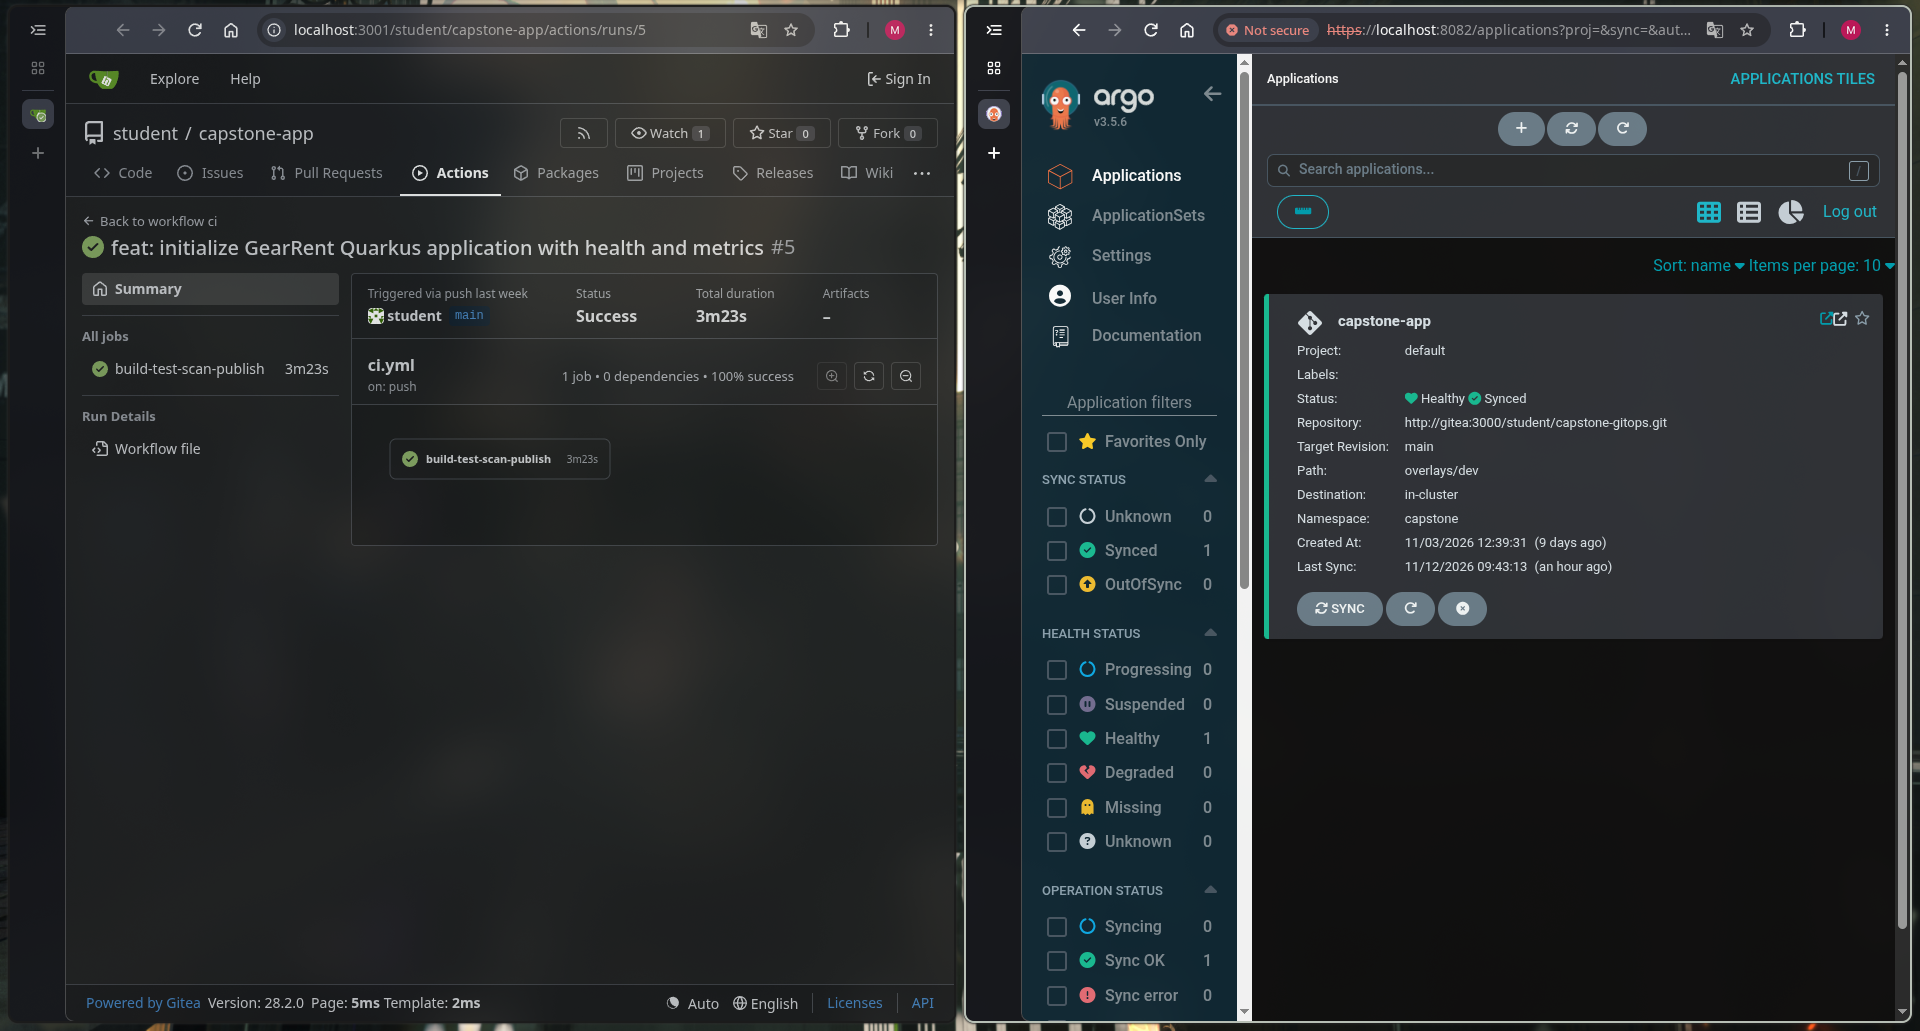 localhost:3001/student/capstone-app/actions/runs/5
M
Explore
Help
Sign In
student / capstone-app
Watch 1
Star 0
Fork 0
Code
Issues
Pull Requests
Actions
Packages
Projects
Releases
Wiki
Back to workflow ci
feat: initialize GearRent Quarkus application with health and metrics #5
Summary
All jobs
build-test-scan-publish 3m23s
Run Details
Workflow file
Triggered via push last week
student main
Status
Success
Total duration
3m23s
Artifacts
–
ci.yml
on: push
1 job • 0 dependencies • 100% success
build-test-scan-publish 3m23s
Powered by Gitea Version: 28.2.0 Page: 5ms Template: 2ms
Auto
English
Licenses
API
Not secure
https://localhost:8082/applications?proj=&sync=&aut...
M
argo
v3.5.6
Applications
ApplicationSets
Settings
User Info
Documentation
Application filters
Favorites Only
SYNC STATUS
Unknown 0
Synced 1
OutOfSync 0
HEALTH STATUS
Progressing 0
Suspended 0
Healthy 1
Degraded 0
Missing 0
Unknown 0
OPERATION STATUS
Syncing 0
Sync OK 1
Sync error 0
Applications
APPLICATIONS TILES
Search applications...
/
Log out
Sort: name
Items per page: 10
capstone-app
Project: default
Labels:
Status: Healthy Synced
Repository: http://gitea:3000/student/capstone-gitops.git
Target Revision: main
Path: overlays/dev
Destination: in-cluster
Namespace: capstone
Created At: 11/03/2026 12:39:31 (9 days ago)
Last Sync: 11/12/2026 09:43:13 (an hour ago)
SYNC